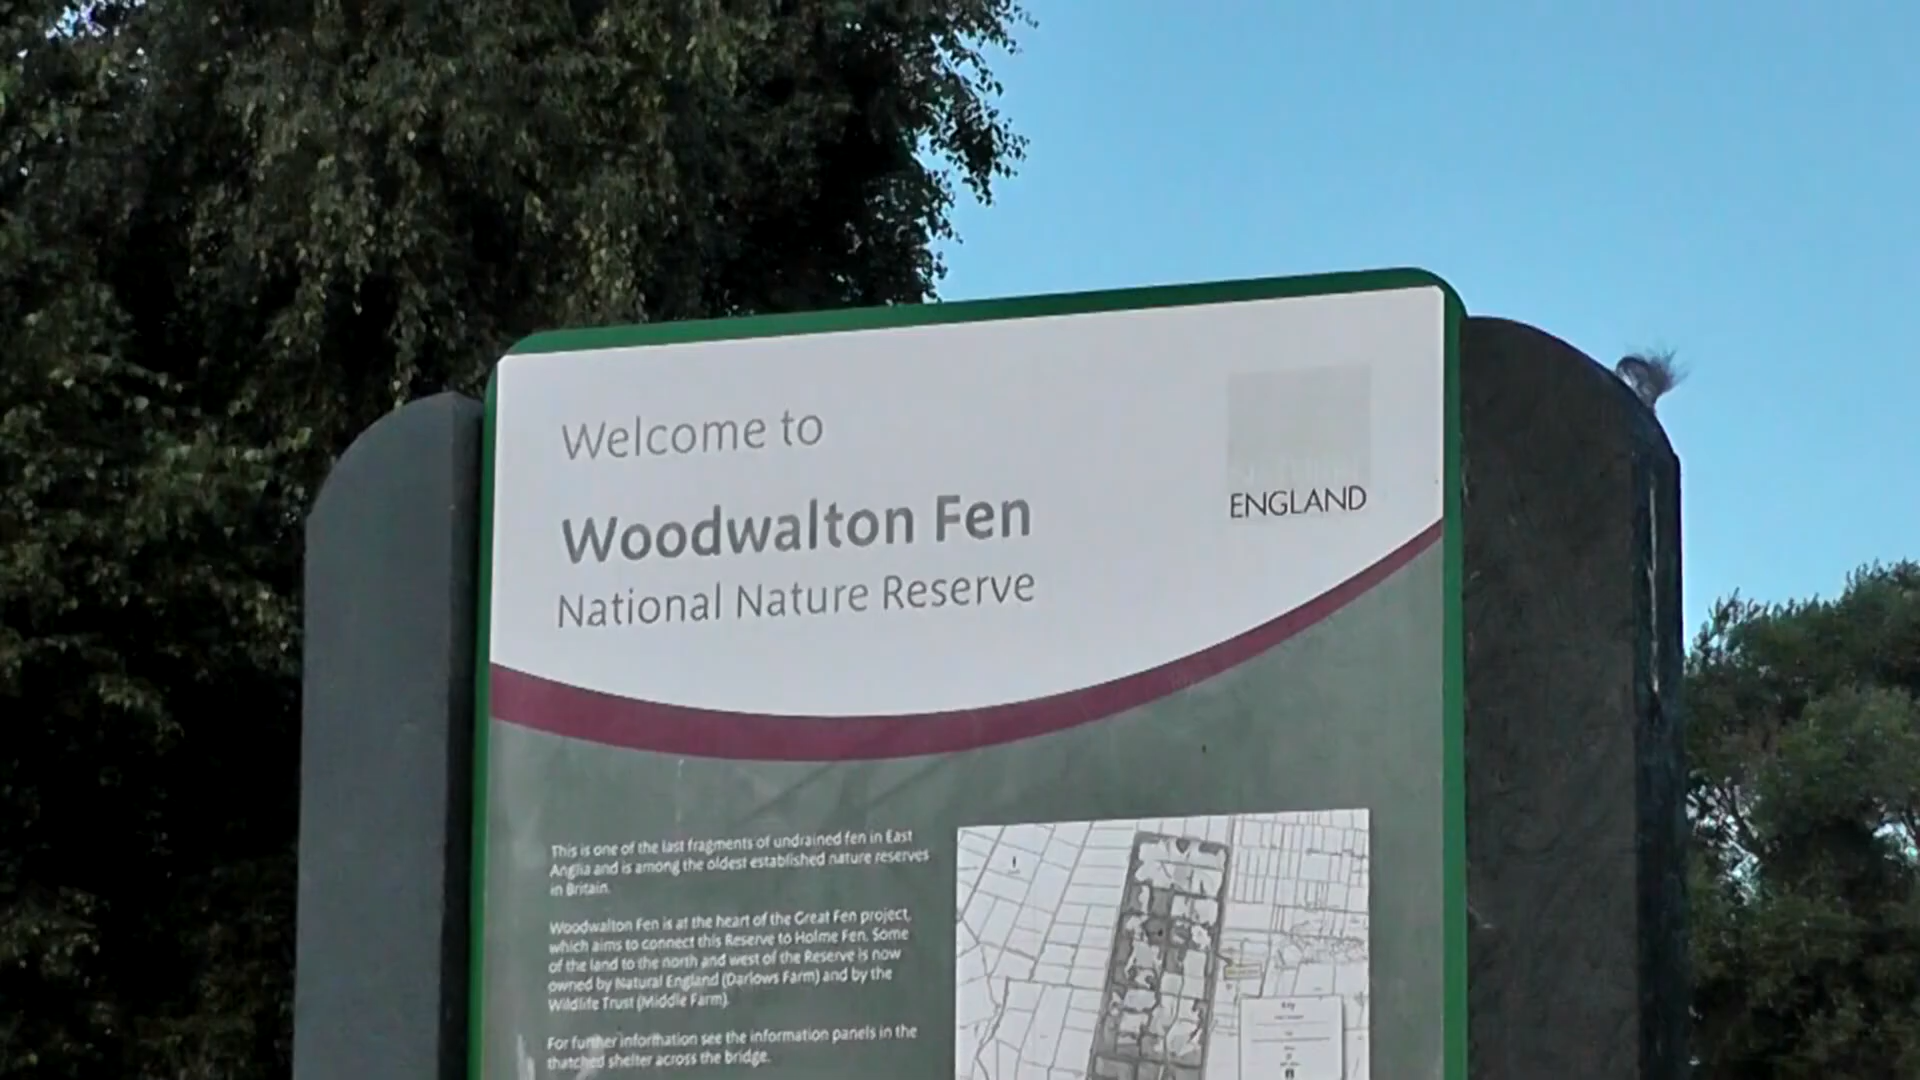 Welcome to
Woodwalton Fen
National Nature Reserve
ENGLAND
This is one of the last fragments of undrained fen in East
Anglia and is among the oldest established nature reserves
in Britain.
Woodwalton Fen is at the heart of the Great Fen project,
which aims to connect this Reserve to Holme Fen. Some
of the land to the north and west of the Reserve is now
owned by Natural England (Darlows Farm) and by the
Wildlife Trust (Middle Farm).
For further information see the information panels in the
thatched shelter across the bridge.
Key